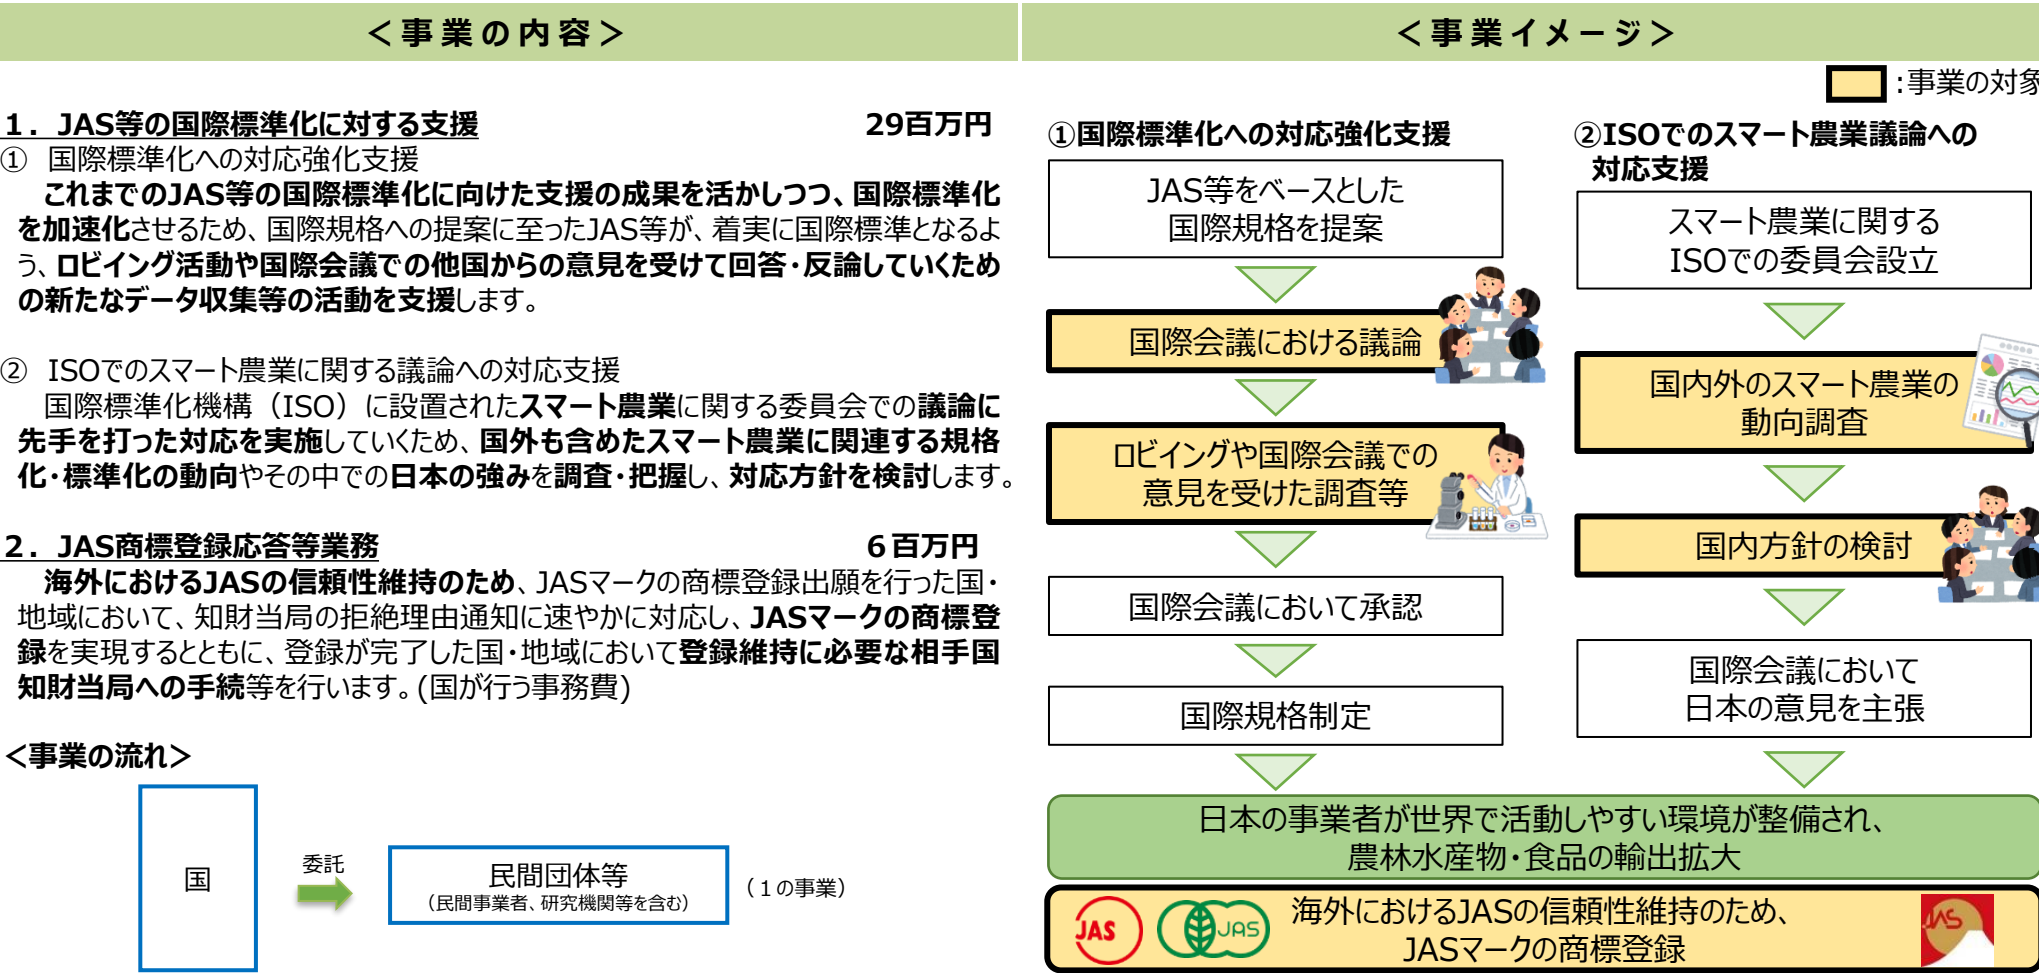 ＜事業の内容＞
１．JAS等の国際標準化に対する支援 29百万円
① 国際標準化への対応強化支援
これまでのJAS等の国際標準化に向けた支援の成果を活かしつつ、国際標準化
を加速化させるため、国際規格への提案に至ったJAS等が、着実に国際標準となるよ
う、ロビイング活動や国際会議での他国からの意見を受けて回答・反論していくため
の新たなデータ収集等の活動を支援します。
② ISOでのスマート農業に関する議論への対応支援
国際標準化機構（ISO）に設置されたスマート農業に関する委員会での議論に
先手を打った対応を実施していくため、国外も含めたスマート農業に関連する規格
化・標準化の動向やその中での日本の強みを調査・把握し、対応方針を検討します。
２．JAS商標登録応答等業務 ６百万円
海外におけるJASの信頼性維持のため、JASマークの商標登録出願を行った国・
地域において、知財当局の拒絶理由通知に速やかに対応し、JASマークの商標登
録を実現するとともに、登録が完了した国・地域において登録維持に必要な相手国
知財当局への手続等を行います。(国が行う事務費)
＜事業の流れ＞
国
委託
民間団体等
（民間事業者、研究機関等を含む）
（１の事業）
＜事業イメージ＞
：事業の対象
①国際標準化への対応強化支援
JAS等をベースとした
国際規格を提案
国際会議における議論
ロビイングや国際会議での
意見を受けた調査等
国際会議において承認
国際規格制定
②ISOでのスマート農業議論への
対応支援
スマート農業に関する
ISOでの委員会設立
国内外のスマート農業の
動向調査
国内方針の検討
国際会議において
日本の意見を主張
日本の事業者が世界で活動しやすい環境が整備され、
農林水産物・食品の輸出拡大
JAS
JAS
海外におけるJASの信頼性維持のため、
JASマークの商標登録
JAS